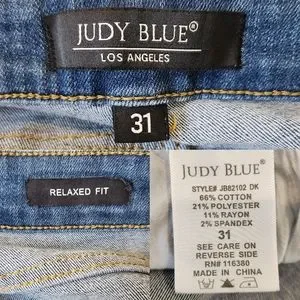 JUDY BLUE®
LOS ANGELES
31
RELAXED FIT
JUDY BLUE®
STYLE# JB82102 DK
66% COTTON
21% POLYESTER
11% RAYON
2% SPANDEX
31
SEE CARE ON
REVERSE SIDE
RN# 116380
MADE IN CHINA